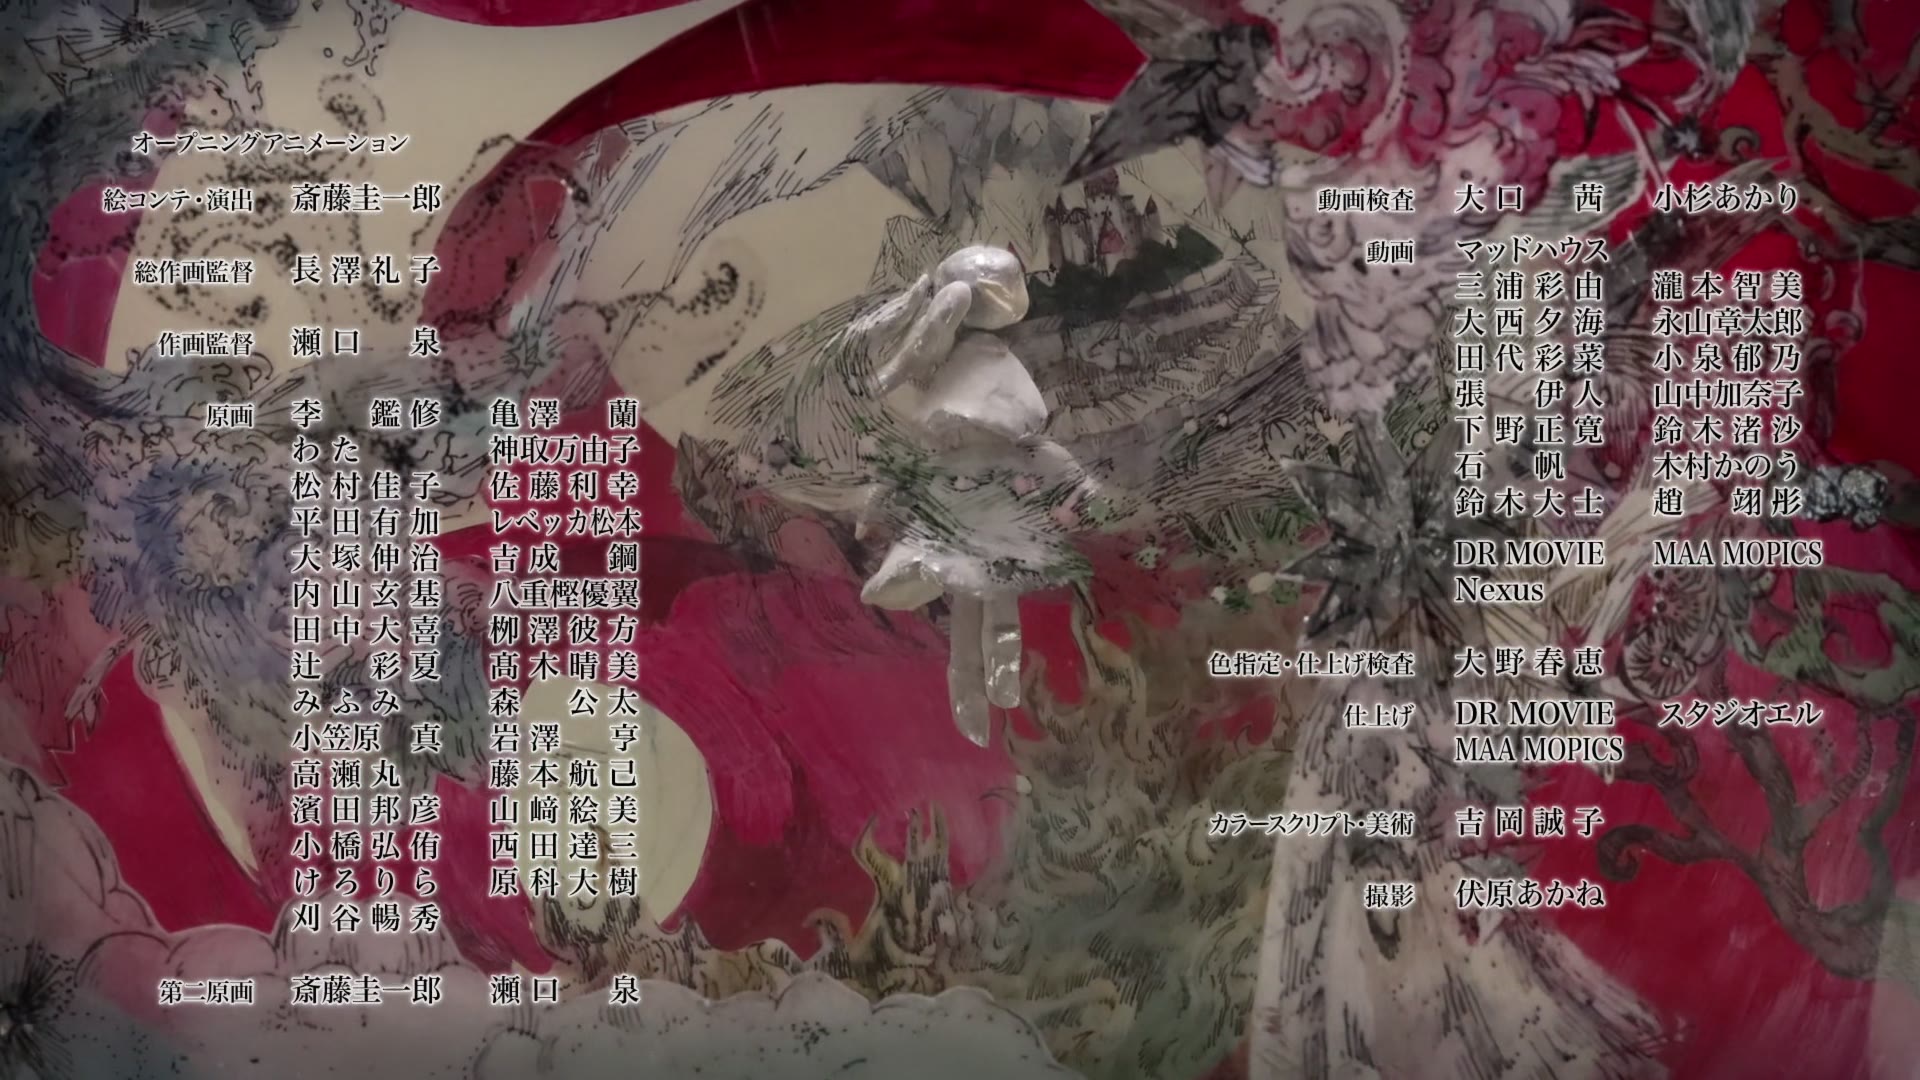 オープニングアニメーション
絵コンテ・演出 斎藤圭一郎
総作画監督 長澤礼子
作画監督 瀬口 泉
原画 李 鑑修 亀澤 蘭
わた 神取万由子
松村佳子 佐藤利幸
平田有加 レベッカ松本
大塚伸治 吉成 鋼
内山玄基 八重樫優翼
田中大喜 栁澤彼方
辻 彩夏 髙木晴美
みふみ 森 公太
小笠原 真 岩澤 亨
高瀬丸 藤本航己
濱田邦彦 山﨑絵美
小橋弘侑 西田達三
けろりら 原科大樹
刈谷暢秀
第二原画 斎藤圭一郎 瀬口 泉
動画検査 大口 茜 小杉あかり
動画 マッドハウス
三浦彩由 瀧本智美
大西夕海 永山章太郎
田代彩菜 小泉郁乃
張 伊人 山中加奈子
下野正寛 鈴木渚沙
石 帆 木村かのう
鈴木大士 趙 翊彤
DR MOVIE MAA MOPICS
Nexus
色指定・仕上げ検査 大野春恵
仕上げ DR MOVIE スタジオエル
MAA MOPICS
カラースクリプト・美術 吉岡誠子
撮影 伏原あかね